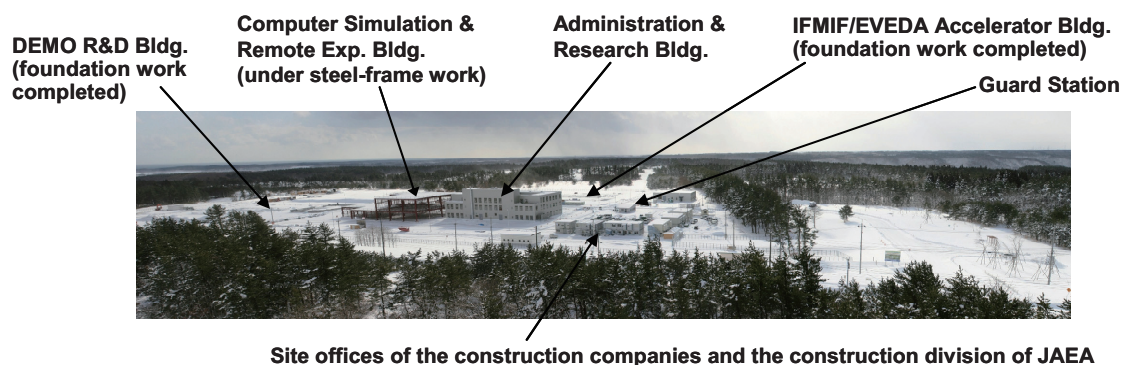 DEMO R&D Bldg.
(foundation work
completed)
Computer Simulation &
Remote Exp. Bldg.
(under steel-frame work)
Administration &
Research Bldg.
IFMIF/EVEDA Accelerator Bldg.
(foundation work completed)
Guard Station
Site offices of the construction companies and the construction division of JAEA